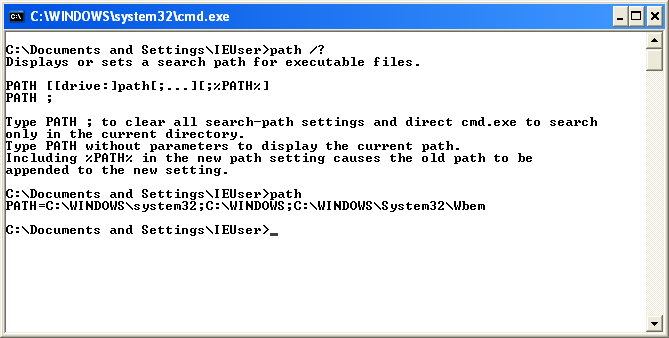 C:\WINDOWS\system32\cmd.exe
C:\Documents and Settings\IEUser>path /?
Displays or sets a search path for executable files.
PATH [[drive:]path[;...][;%PATH%]
PATH ;
Type PATH ; to clear all search-path settings and direct cmd.exe to search
only in the current directory.
Type PATH without parameters to display the current path.
Including %PATH% in the new path setting causes the old path to be
appended to the new setting.
C:\Documents and Settings\IEUser>path
PATH=C:\WINDOWS\system32;C:\WINDOWS;C:\WINDOWS\System32\Wbem
C:\Documents and Settings\IEUser>_